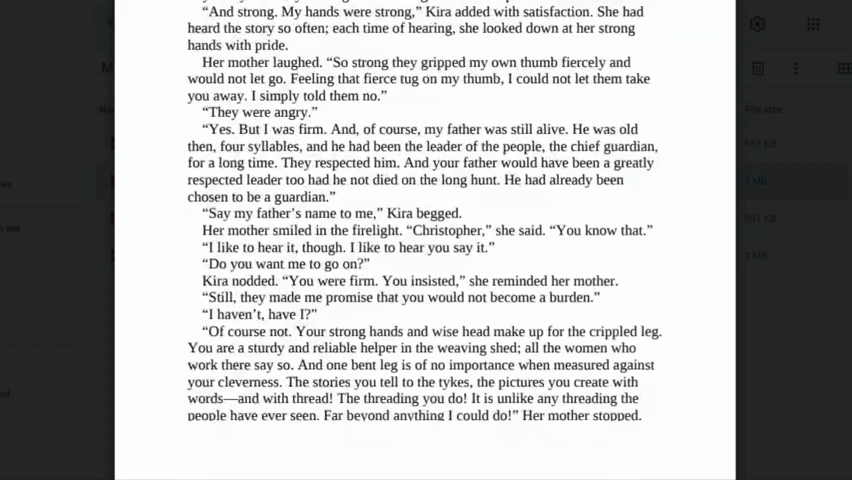 “And strong. My hands were strong,” Kira added with satisfaction. She had
heard the story so often; each time of hearing, she looked down at her strong
hands with pride.
Her mother laughed. “So strong they gripped my own thumb fiercely and
would not let go. Feeling that fierce tug on my thumb, I could not let them take
you away. I simply told them no.”
“They were angry.”
“Yes. But I was firm. And, of course, my father was still alive. He was old
then, four syllables, and he had been the leader of the people, the chief guardian,
for a long time. They respected him. And your father would have been a greatly
respected leader too had he not died on the long hunt. He had already been
chosen to be a guardian.”
“Say my father’s name to me,” Kira begged.
Her mother smiled in the firelight. “Christopher,” she said. “You know that.”
“I like to hear it, though. I like to hear you say it.”
“Do you want me to go on?”
Kira nodded. “You were firm. You insisted,” she reminded her mother.
“Still, they made me promise that you would not become a burden.”
“I haven’t, have I?”
“Of course not. Your strong hands and wise head make up for the crippled leg.
You are a sturdy and reliable helper in the weaving shed; all the women who
work there say so. And one bent leg is of no importance when measured against
your cleverness. The stories you tell to the tykes, the pictures you create with
words—and with thread! The threading you do! It is unlike any threading the
people have ever seen. Far beyond anything I could do!” Her mother stopped.
File size
663 KB
3 MB
691 KB
2 MB